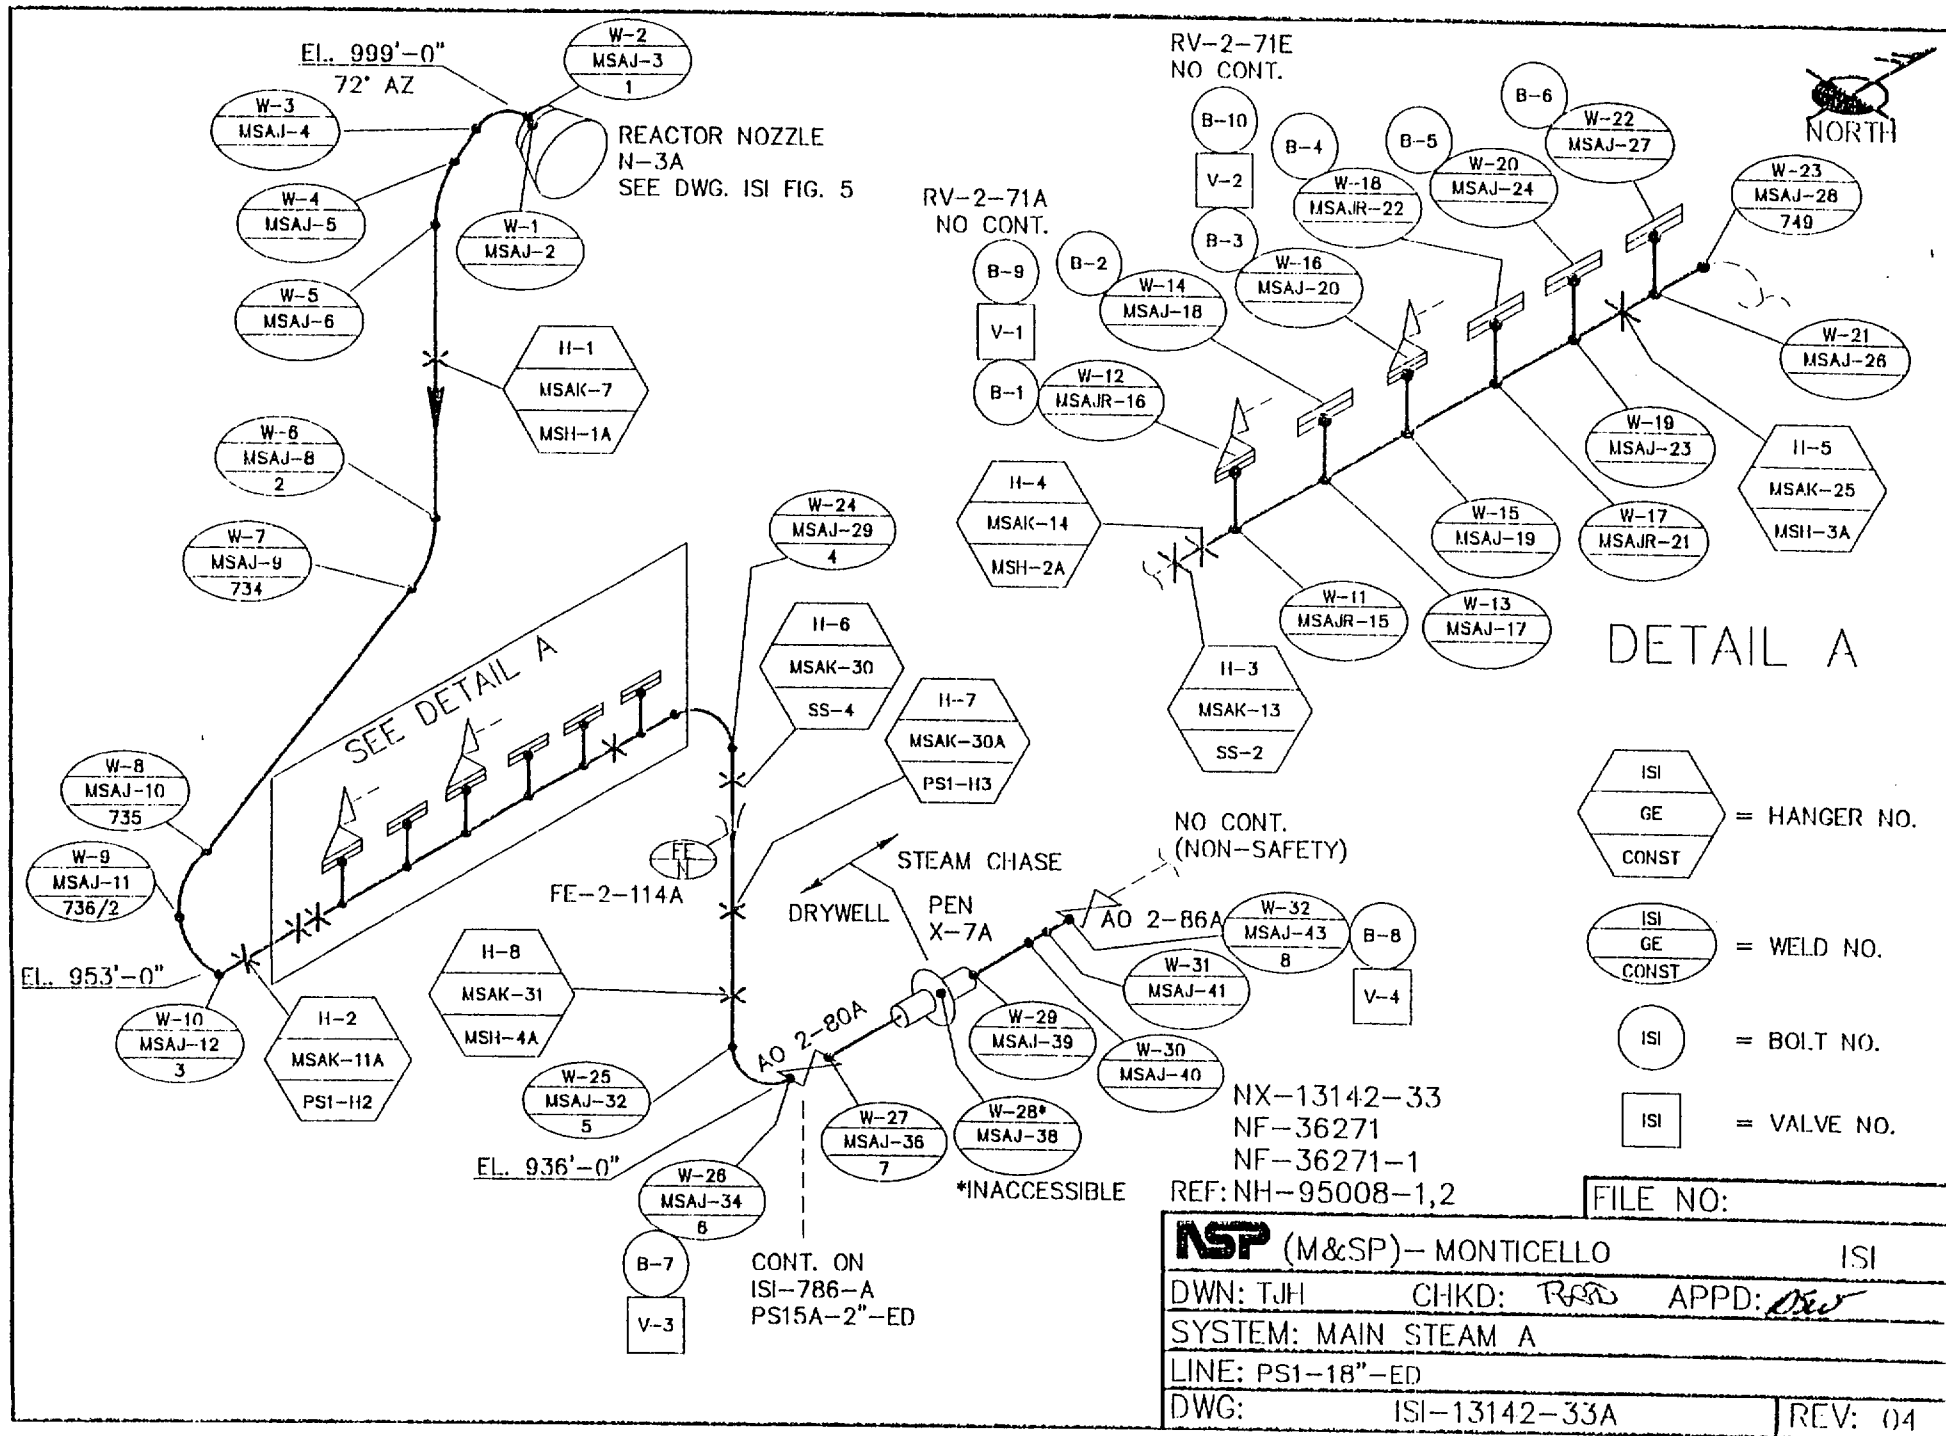 EL. 999'-0"
72° AZ
W-2
MSAJ-3
1
W-3
MSAJ-4
REACTOR NOZZLE
N-3A
SEE DWG. ISI FIG. 5
W-4
MSAJ-5
W-1
MSAJ-2
W-5
MSAJ-6
H-1
MSAK-7
MSH-1A
W-6
MSAJ-8
2
W-7
MSAJ-9
734
W-8
MSAJ-10
735
W-9
MSAJ-11
736/2
EL. 953'-0"
W-10
MSAJ-12
3
H-2
MSAK-11A
PS1-H2
SEE DETAIL A
W-24
MSAJ-29
4
H-6
MSAK-30
SS-4
H-7
MSAK-30A
PS1-H3
FE
N
FE-2-114A
H-8
MSAK-31
MSH-4A
W-25
MSAJ-32
5
EL. 936'-0"
W-26
MSAJ-34
6
B-7
V-3
AO 2-80A
CONT. ON
ISI-786-A
PS15A-2"-ED
W-27
MSAJ-36
7
W-28*
MSAJ-38
*INACCESSIBLE
STEAM CHASE
DRYWELL
PEN
X-7A
W-29
MSAJ-39
W-30
MSAJ-40
W-31
MSAJ-41
AO 2-86A
W-32
MSAJ-43
8
B-8
V-4
NO CONT.
(NON-SAFETY)
RV-2-71A
NO CONT.
B-9
V-1
B-1
B-2
W-12
MSAJR-16
W-14
MSAJ-18
RV-2-71E
NO CONT.
B-10
V-2
B-3
W-16
MSAJ-20
B-4
W-18
MSAJR-22
B-5
W-20
MSAJ-24
B-6
W-22
MSAJ-27
W-23
MSAJ-28
749
NORTH
W-21
MSAJ-26
H-5
MSAK-25
MSH-3A
W-19
MSAJ-23
W-17
MSAJR-21
W-15
MSAJ-19
W-13
MSAJ-17
W-11
MSAJR-15
H-4
MSAK-14
MSH-2A
H-3
MSAK-13
SS-2
DETAIL A
ISI
GE
CONST
= HANGER NO.
ISI
GE
CONST
= WELD NO.
ISI
= BOLT NO.
ISI
= VALVE NO.
NX-13142-33
NF-36271
NF-36271-1
REF: NH-95008-1,2
FILE NO:
NSP (M&SP)- MONTICELLO ISI
DWN: TJH CHKD: APPD:
SYSTEM: MAIN STEAM A
LINE: PS1-18"-ED
DWG: ISI-13142-33A REV: 04